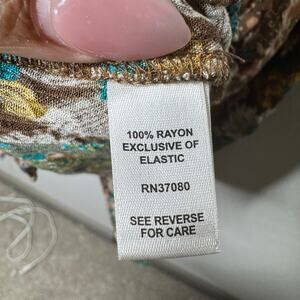 100% RAYON
EXCLUSIVE OF
ELASTIC
RN37080
SEE REVERSE
FOR CARE